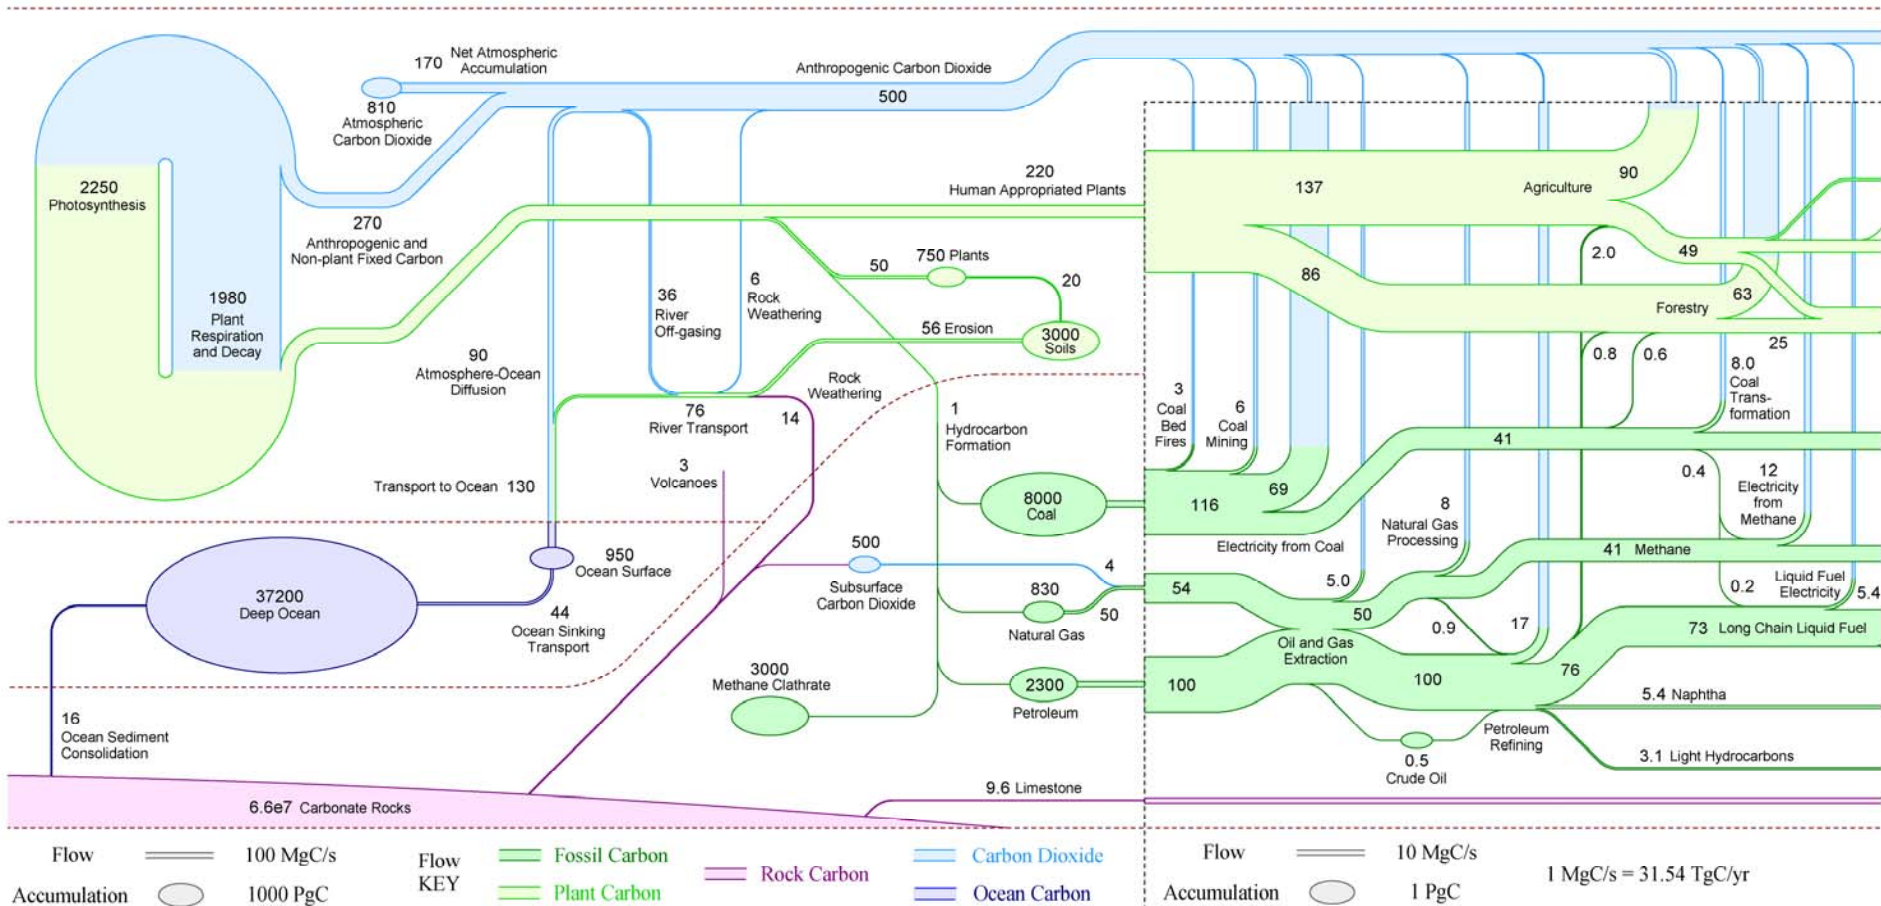 170
Net Atmospheric
Accumulation
810
Atmospheric
Carbon Dioxide
Anthropogenic Carbon Dioxide
500
2250
Photosynthesis
270
Anthropogenic and
Non-plant Fixed Carbon
1980
Plant
Respiration
and Decay
220
Human Appropriated Plants
90
Atmosphere-Ocean
Diffusion
36
River
Off-gasing
6
Rock
Weathering
50
750 Plants
20
56 Erosion
3000
Soils
76
River Transport
Rock
Weathering
14
3
Volcanoes
Transport to Ocean 130
1
Hydrocarbon
Formation
8000
Coal
950
Ocean Surface
37200
Deep Ocean
44
Ocean Sinking
Transport
500
Subsurface
Carbon Dioxide
4
830
Natural Gas
50
3000
Methane Clathrate
2300
Petroleum
16
Ocean Sediment
Consolidation
6.6e7 Carbonate Rocks
9.6 Limestone
137
Agriculture
90
86
2.0
49
Forestry
63
25
0.8
0.6
8.0
Coal
Trans-
formation
3
Coal
Bed
Fires
6
Coal
Mining
116
69
41
Electricity from Coal
0.4
12
Electricity
from
Methane
8
Natural Gas
Processing
41 Methane
54
5.0
50
0.9
17
0.2
Liquid Fuel
Electricity
5.4
73 Long Chain Liquid Fuel
Oil and Gas
Extraction
100
100
76
5.4 Naphtha
Petroleum
Refining
3.1 Light Hydrocarbons
0.5
Crude Oil
Flow
100 MgC/s
Accumulation
1000 PgC
Flow
KEY
Fossil Carbon
Plant Carbon
Rock Carbon
Carbon Dioxide
Ocean Carbon
Flow
10 MgC/s
Accumulation
1 PgC
1 MgC/s = 31.54 TgC/yr